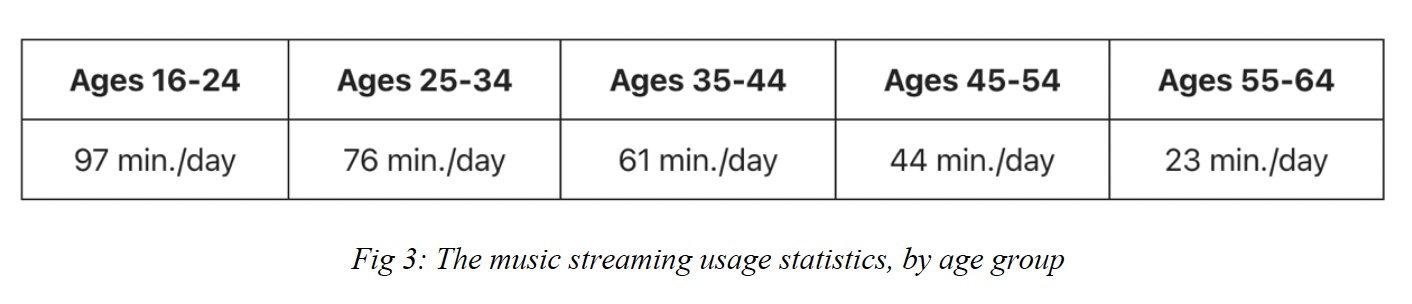 Ages 16-24 Ages 25-34 Ages 35-44 Ages 45-54 Ages 55-64
97 min./day 76 min./day 61 min./day 44 min./day 23 min./day
Fig 3: The music streaming usage statistics, by age group